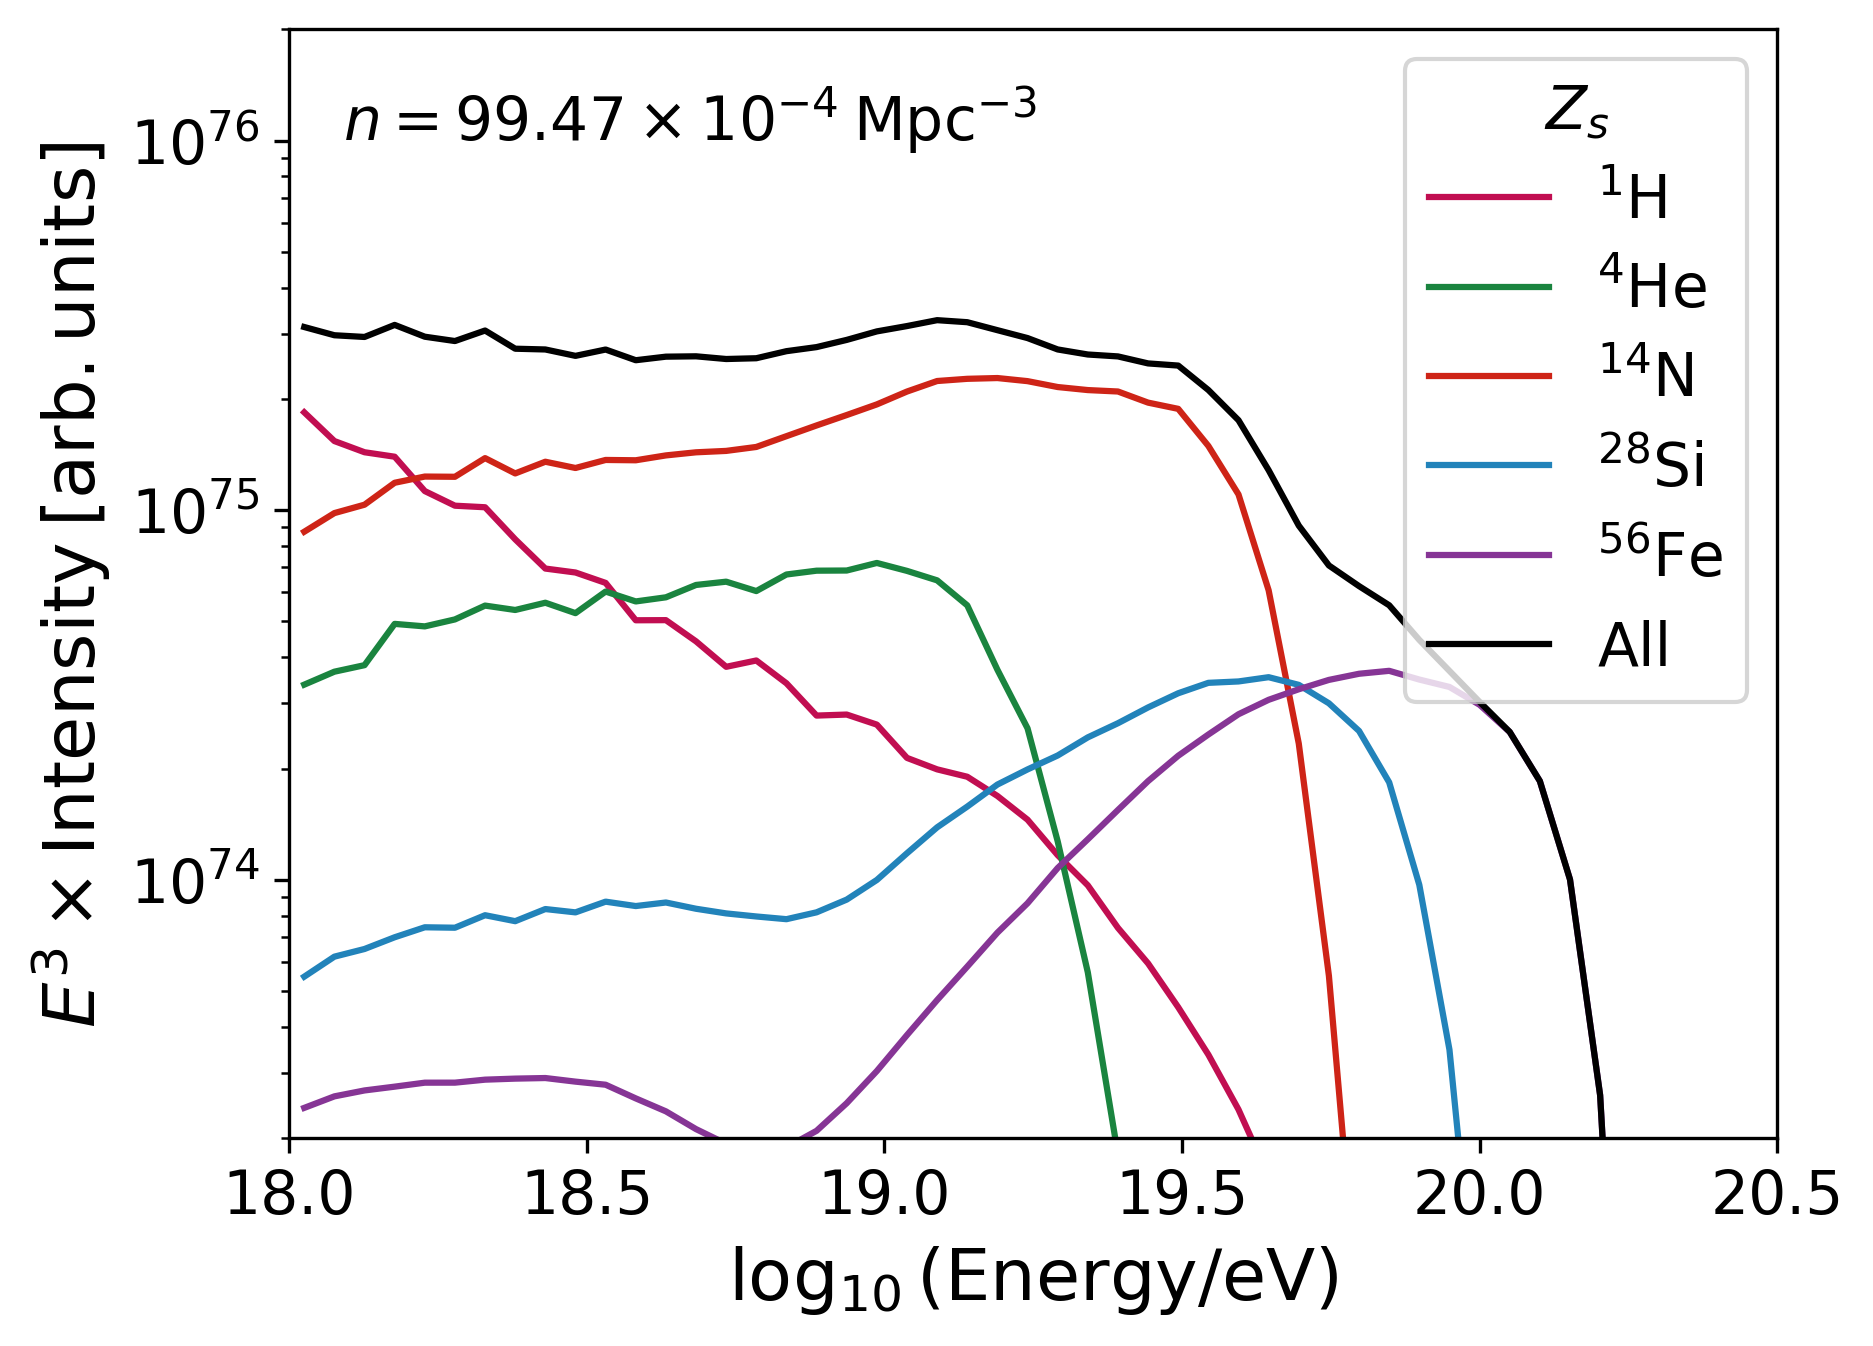 n = 99.47 × 10⁻⁴ Mpc⁻³
Zₛ
¹H
⁴He
¹⁴N
²⁸Si
⁵⁶Fe
All
E³ × Intensity [arb. units]
10⁷⁶
10⁷⁵
10⁷⁴
18.0 18.5 19.0 19.5 20.0 20.5
log₁₀ (Energy/eV)